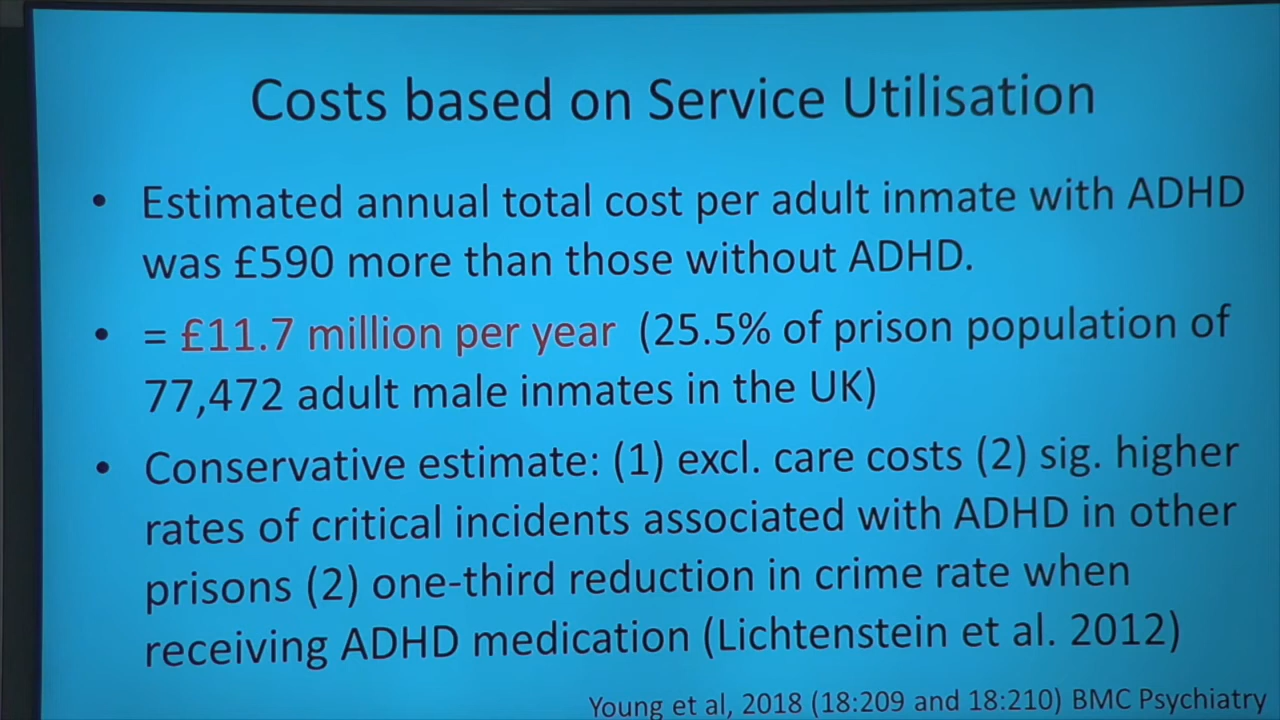 Costs based on Service Utilisation
• Estimated annual total cost per adult inmate with ADHD
was £590 more than those without ADHD.
• = £11.7 million per year (25.5% of prison population of
77,472 adult male inmates in the UK)
• Conservative estimate: (1) excl. care costs (2) sig. higher
rates of critical incidents associated with ADHD in other
prisons (2) one-third reduction in crime rate when
receiving ADHD medication (Lichtenstein et al. 2012)
Young et al, 2018 (18:209 and 18:210) BMC Psychiatry